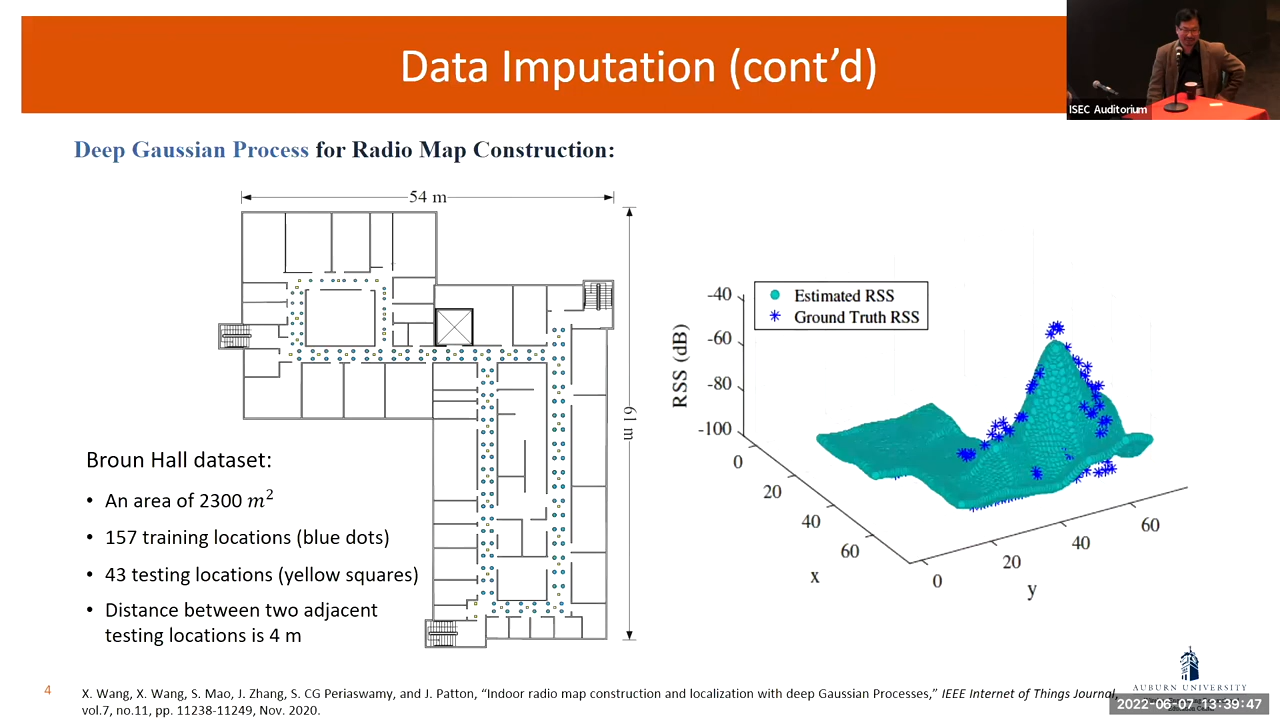 Data Imputation (cont’d)
ISEC Auditorium
Deep Gaussian Process for Radio Map Construction:
54 m
61 m
Broun Hall dataset:
• An area of 2300 m²
• 157 training locations (blue dots)
• 43 testing locations (yellow squares)
• Distance between two adjacent
testing locations is 4 m
Estimated RSS
Ground Truth RSS
RSS (dB)
-40
-60
-80
-100
0
20
40
60
x
0
20
40
60
y
4
X. Wang, X. Wang, S. Mao, J. Zhang, S. CG Periaswamy, and J. Patton, “Indoor radio map construction and localization with deep Gaussian Processes,” IEEE Internet of Things Journal,
vol.7, no.11, pp. 11238-11249, Nov. 2020.
AUBURN UNIVERSITY
2022-06-07 13:39:47